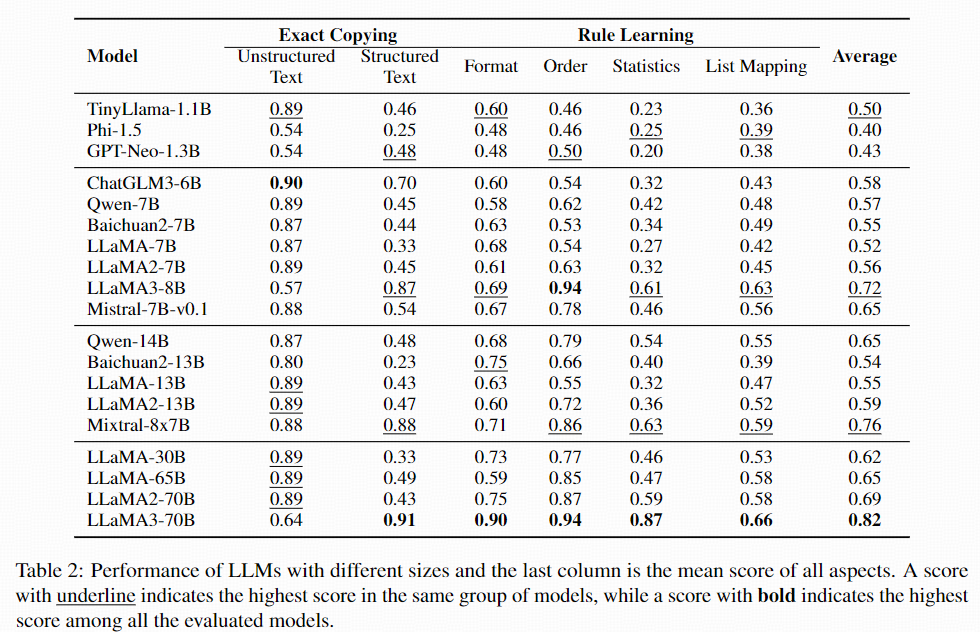 Model Exact Copying Rule Learning Average
Unstructured Text Structured Text Format Order Statistics List Mapping
TinyLlama-1.1B 0.89 0.46 0.60 0.46 0.23 0.36 0.50
Phi-1.5 0.54 0.25 0.48 0.46 0.25 0.39 0.40
GPT-Neo-1.3B 0.54 0.48 0.48 0.50 0.20 0.38 0.43
ChatGLM3-6B 0.90 0.70 0.60 0.54 0.32 0.43 0.58
Qwen-7B 0.89 0.45 0.58 0.62 0.42 0.48 0.57
Baichuan2-7B 0.87 0.44 0.63 0.53 0.34 0.49 0.55
LLaMA-7B 0.87 0.33 0.68 0.54 0.27 0.42 0.52
LLaMA2-7B 0.89 0.45 0.61 0.63 0.32 0.45 0.56
LLaMA3-8B 0.57 0.87 0.69 0.94 0.61 0.63 0.72
Mistral-7B-v0.1 0.88 0.54 0.67 0.78 0.46 0.56 0.65
Qwen-14B 0.87 0.48 0.68 0.79 0.54 0.55 0.65
Baichuan2-13B 0.80 0.23 0.75 0.66 0.40 0.39 0.54
LLaMA-13B 0.89 0.43 0.63 0.55 0.32 0.47 0.55
LLaMA2-13B 0.89 0.47 0.60 0.72 0.36 0.52 0.59
Mixtral-8x7B 0.88 0.88 0.71 0.86 0.63 0.59 0.76
LLaMA-30B 0.89 0.33 0.73 0.77 0.46 0.53 0.62
LLaMA-65B 0.89 0.49 0.59 0.85 0.47 0.58 0.65
LLaMA2-70B 0.89 0.43 0.75 0.87 0.59 0.58 0.69
LLaMA3-70B 0.64 0.91 0.90 0.94 0.87 0.66 0.82
Table 2: Performance of LLMs with different sizes and the last column is the mean score of all aspects. A score
with underline indicates the highest score in the same group of models, while a score with bold indicates the highest
score among all the evaluated models.